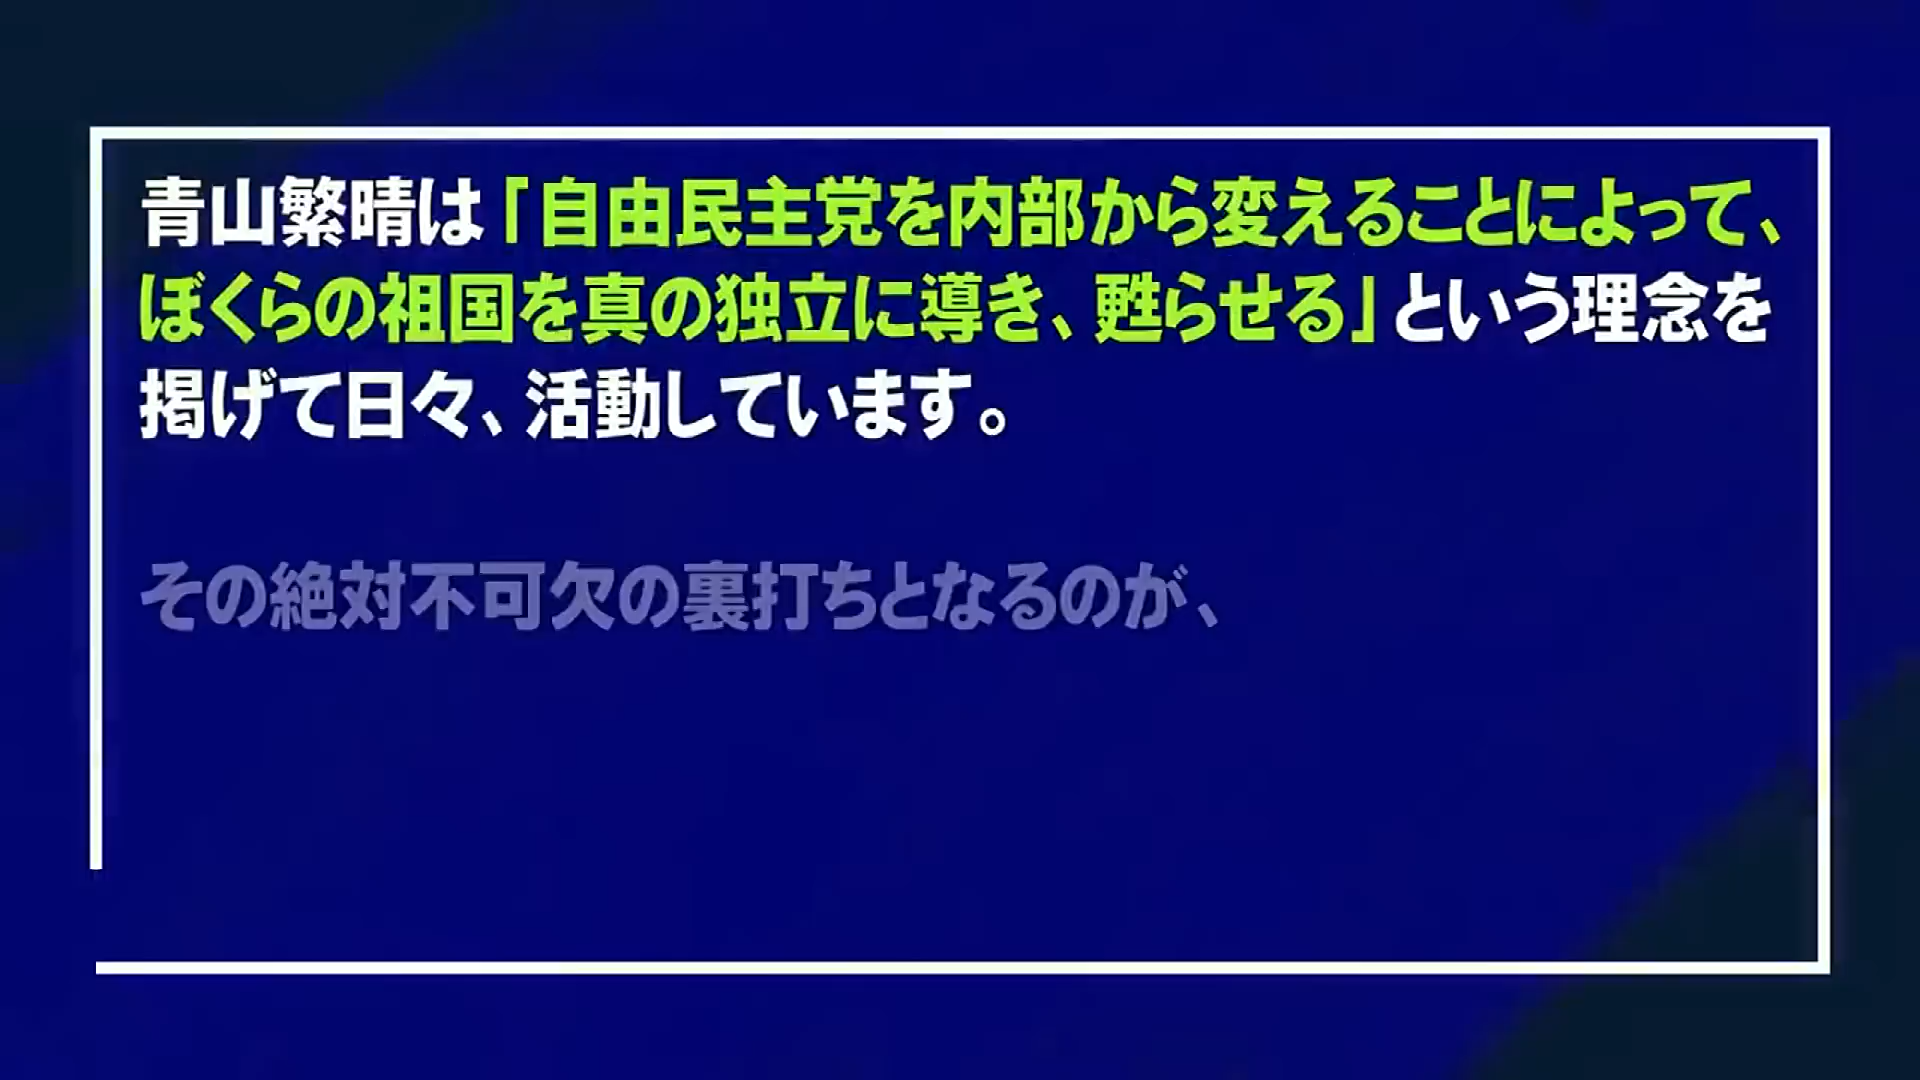 青山繁晴は「自由民主党を内部から変えることによって、
ぼくらの祖国を真の独立に導き、甦らせる」という理念を
掲げて日々、活動しています。
その絶対不可欠の裏打ちとなるのが、